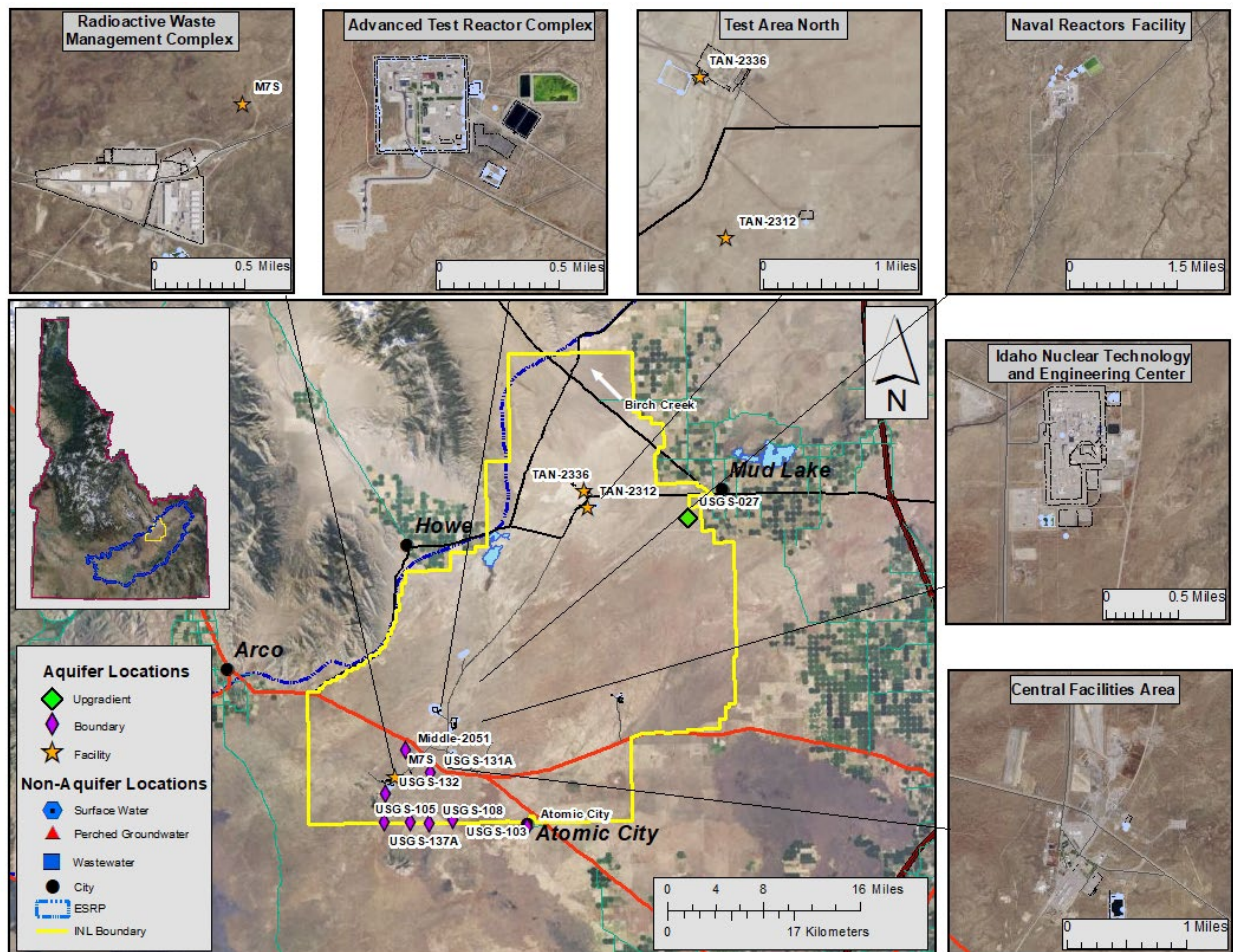 Radioactive Waste
Management Complex
M7S
0 0.5 Miles
Advanced Test Reactor Complex
0 0.5 Miles
Test Area North
TAN-2336
TAN-2312
0 1 Miles
Naval Reactors Facility
0 1.5 Miles
N
Birch Creek
TAN-2336
TAN-2312
Mud Lake
USGS-027
Howe
Arco
Middle-2051
M7S
USGS-131A
USGS-132
USGS-105
USGS-108
Atomic City
USGS-103
Atomic City
USGS-137A
Aquifer Locations
Upgradient
Boundary
Facility
Non-Aquifer Locations
Surface Water
Perched Groundwater
Wastewater
City
ESRP
INL Boundary
0 4 8 16 Miles
0 17 Kilometers
Idaho Nuclear Technology
and Engineering Center
0 0.5 Miles
Central Facilities Area
0 1 Miles